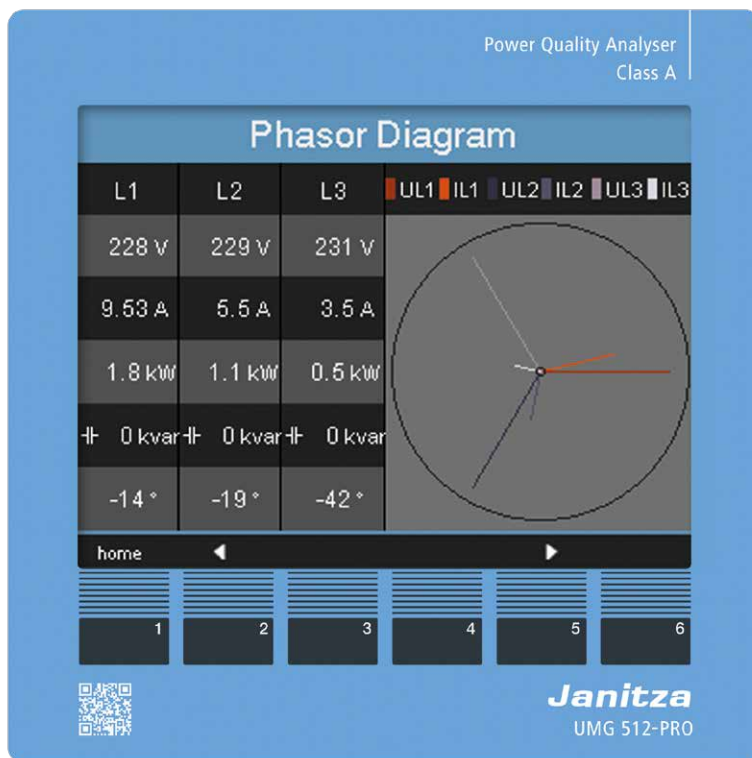 Power Quality Analyser
Class A
Phasor Diagram
L1 L2 L3 UL1 IL1 UL2 IL2 UL3 IL3
228 V 229 V 231 V
9.53 A 5.5 A 3.5 A
1.8 kW 1.1 kW 0.5 kW
0 kvar 0 kvar 0 kvar
-14 ° -19 ° -42 °
home
1 2 3 4 5 6
Janitza
UMG 512-PRO